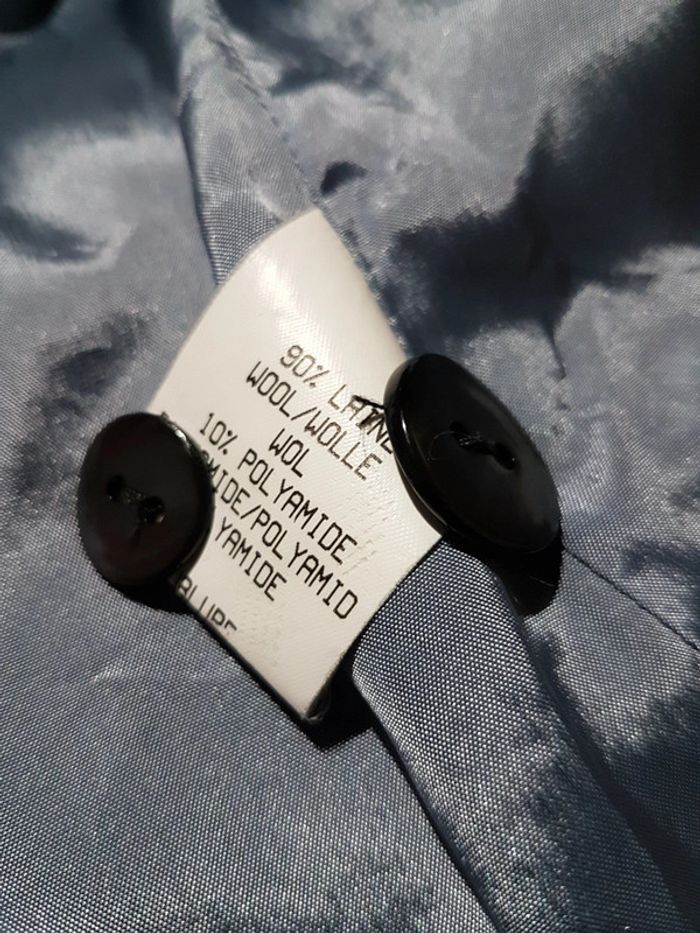 90% LAINE
WOOL/WOLLE
WOL
10% POLYAMIDE
MIDE/POLYAMID
YAMIDE